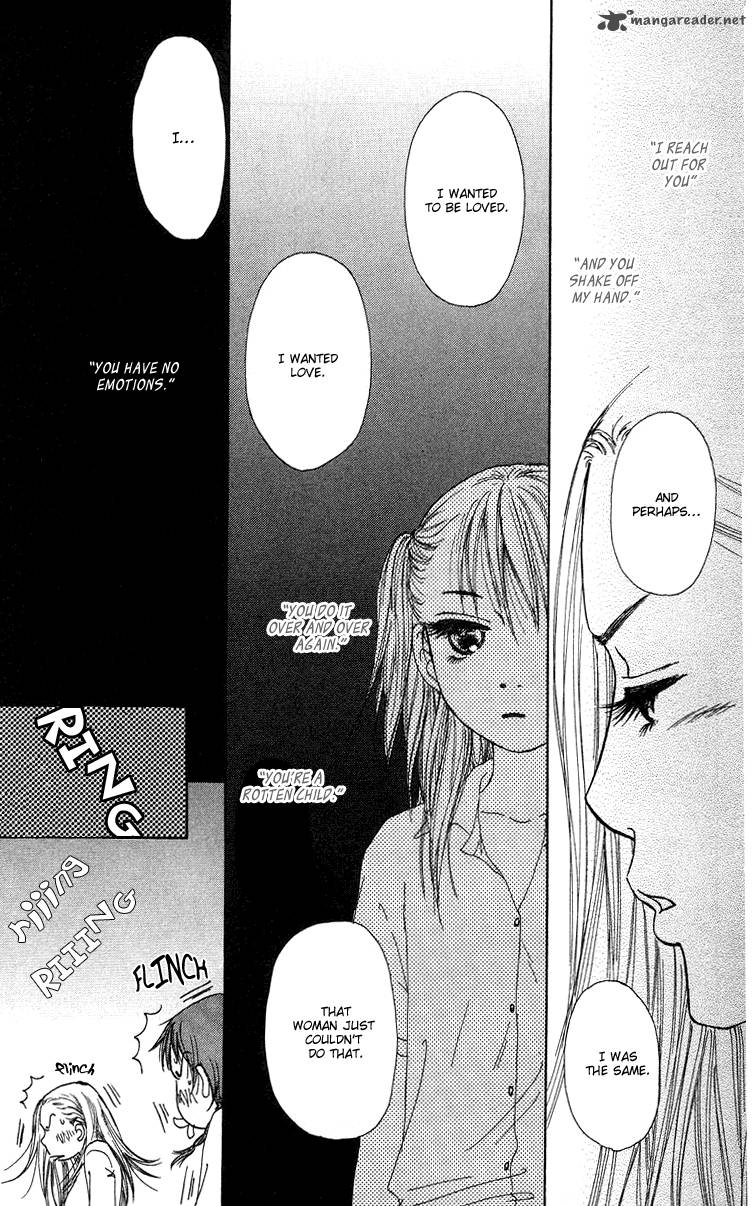 mangareader.net
"I REACH
OUT FOR
YOU"
"AND YOU
SHAKE OFF
MY HAND."
AND
PERHAPS...
I WAS
THE SAME.
I WANTED
TO BE LOVED.
I WANTED
LOVE.
"YOU DO IT
OVER AND OVER
AGAIN."
"YOU'RE A
ROTTEN CHILD."
THAT
WOMAN JUST
COULDN'T
DO THAT.
I...
"YOU HAVE NO
EMOTIONS."
RING
riiing
RIIING
FLINCH
flinch